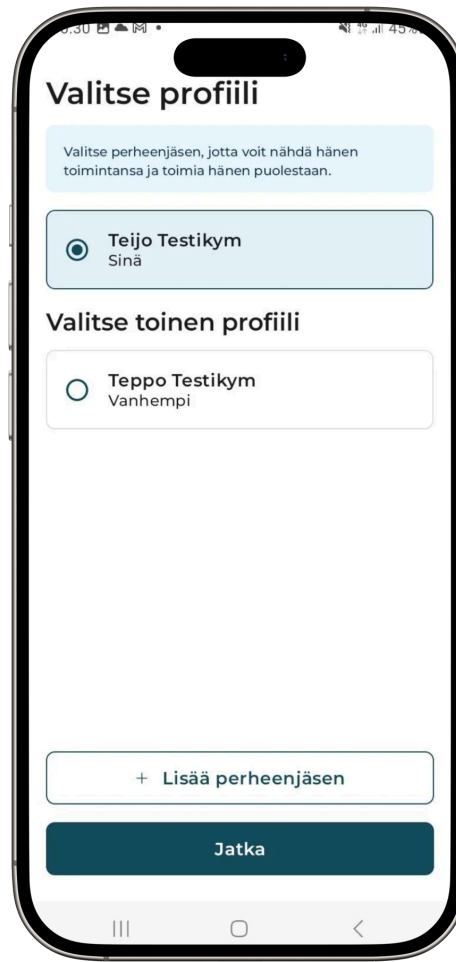 Valitse profiili
Valitse perheenjäsen, jotta voit nähdä hänen
toimintansa ja toimia hänen puolestaan.
Teijo Testikym
Sinä
Valitse toinen profiili
Teppo Testikym
Vanhempi
+ Lisää perheenjäsen
Jatka